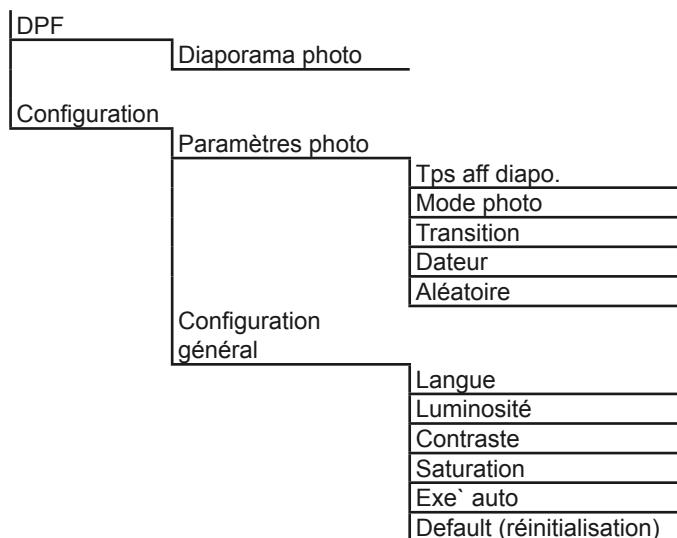 DPF
Diaporama photo
Configuration
Paramètres photo
Tps aff diapo.
Mode photo
Transition
Dateur
Aléatoire
Configuration
général
Langue
Luminosité
Contraste
Saturation
Exe` auto
Default (réinitialisation)